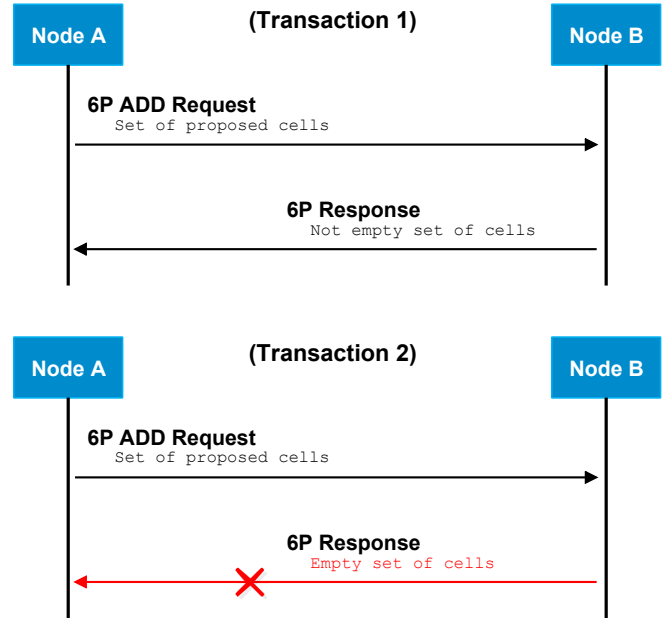 (Transaction 1)
Node A
Node B
6P ADD Request
Set of proposed cells
6P Response
Not empty set of cells
(Transaction 2)
Node A
Node B
6P ADD Request
Set of proposed cells
6P Response
Empty set of cells